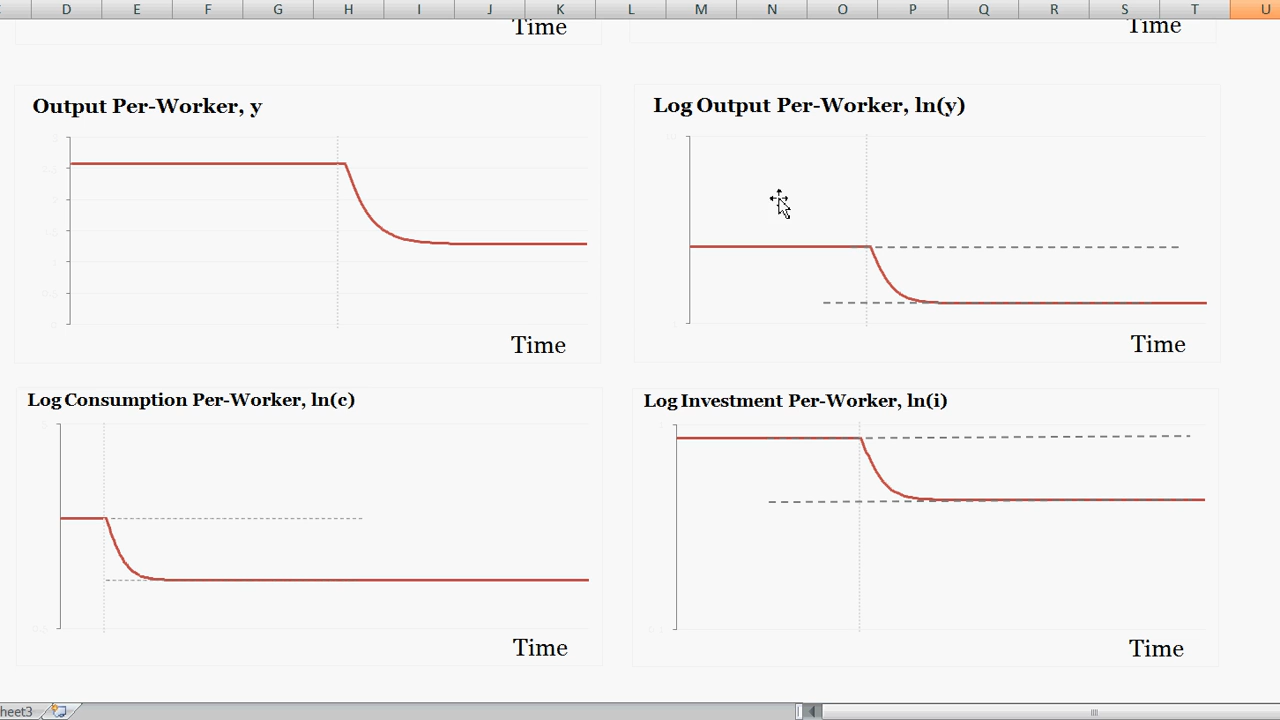 D E F G H I J K L M N O P Q R S T U
Time Time
Output Per-Worker, y
Time
Log Output Per-Worker, ln(y)
Time
Log Consumption Per-Worker, ln(c)
Time
Log Investment Per-Worker, ln(i)
Time
heet3